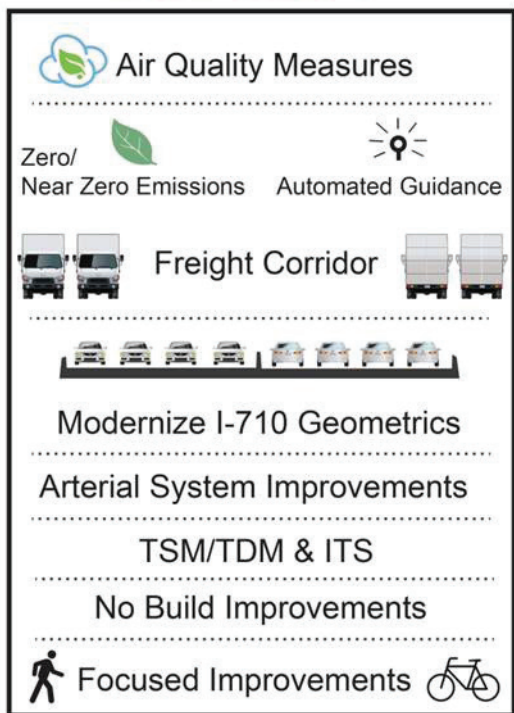 Air Quality Measures
Zero/
Near Zero Emissions
Automated Guidance
Freight Corridor
Modernize I-710 Geometrics
Arterial System Improvements
TSM/TDM & ITS
No Build Improvements
Focused Improvements